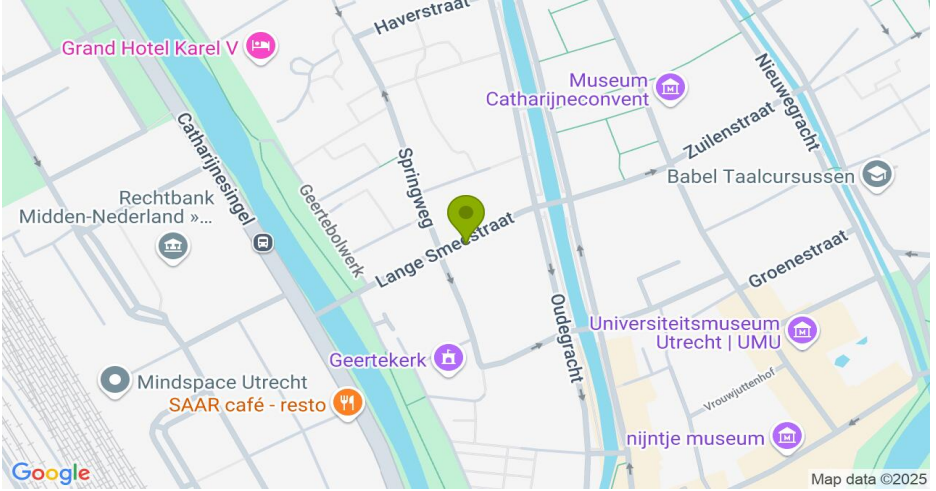 Haverstraat
Grand Hotel Karel V
Museum
Catharijneconvent
Nieuwegracht
Zuilenstraat
Catharijnesingel
Springweg
Babel Taalcursussen
Rechtbank
Midden-Nederland »...
Geertebolwerk
Lange Smeestraat
Groenestraat
Oudegracht
Universiteitsmuseum
Utrecht | UMU
Geertekerk
Mindspace Utrecht
Vrouwjuttenhof
SAAR café - resto
nijntje museum
Google
Map data ©2025